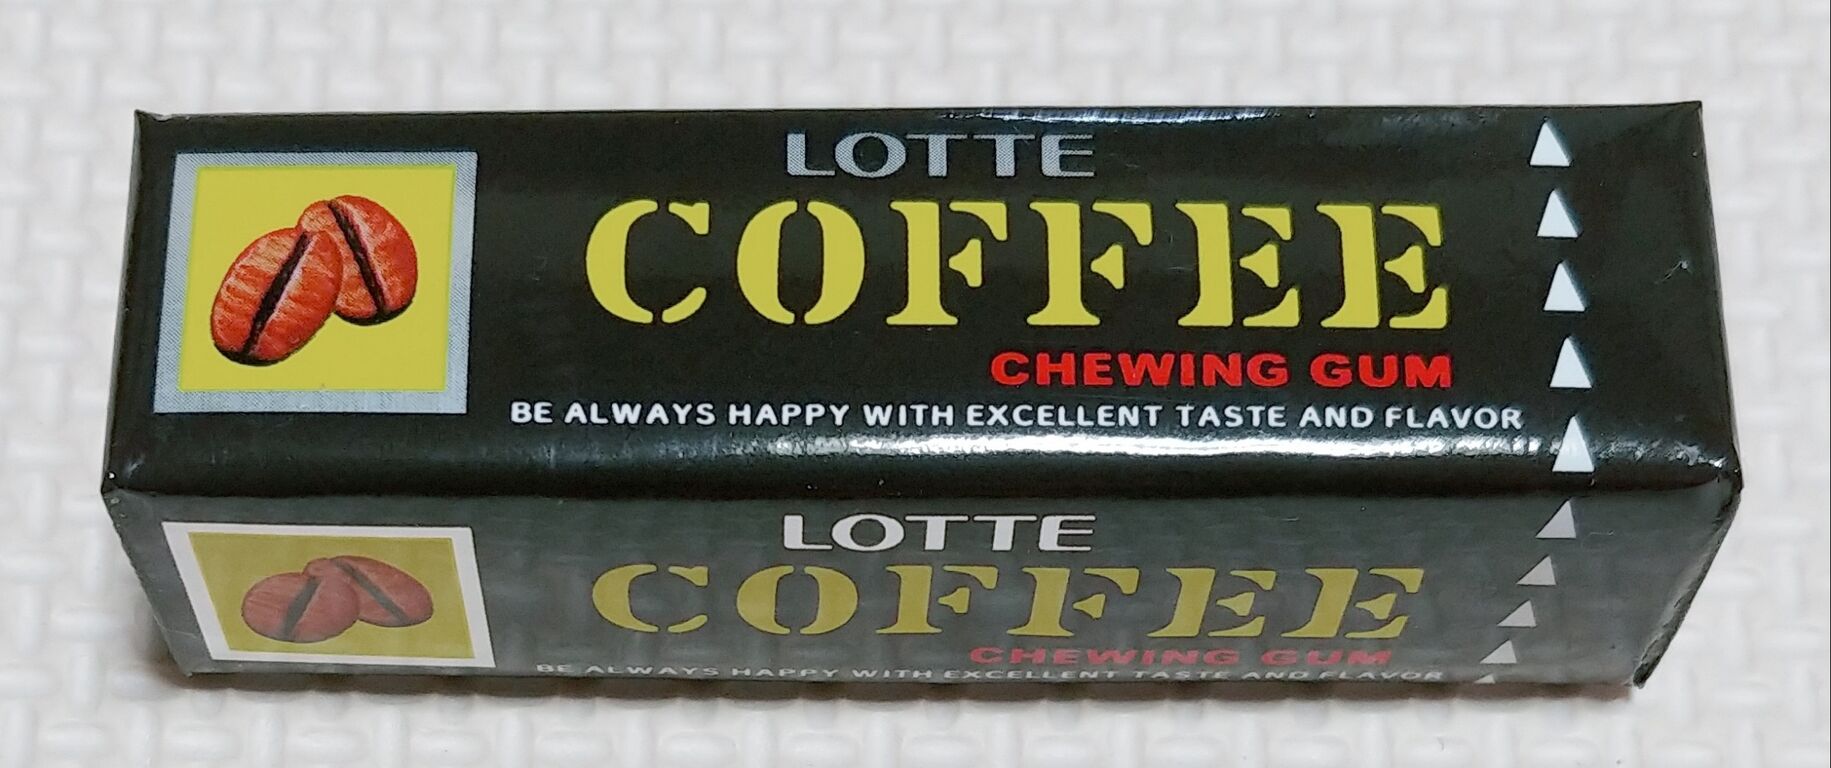 LOTTE
COFFEE
CHEWING GUM
BE ALWAYS HAPPY WITH EXCELLENT TASTE AND FLAVOR
LOTTE
COFFEE
CHEWING GUM
BE ALWAYS HAPPY WITH EXCELLENT TASTE AND FLAVOR